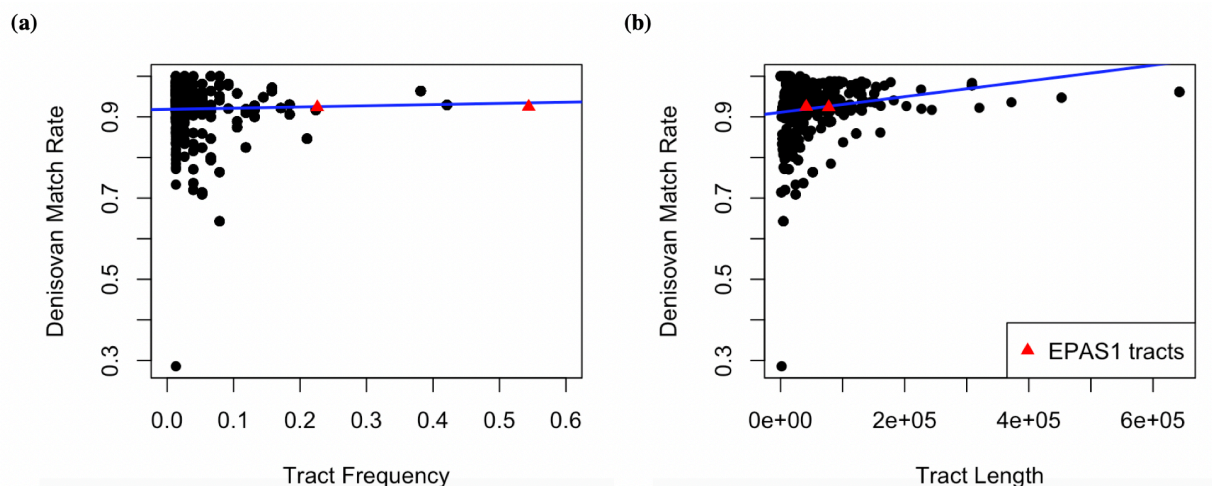 (a)
Denisovan Match Rate
0.9
0.7
0.5
0.3
0.0 0.1 0.2 0.3 0.4 0.5 0.6
Tract Frequency
(b)
Denisovan Match Rate
0.9
0.7
0.5
0.3
EPAS1 tracts
0e+00 2e+05 4e+05 6e+05
Tract Length